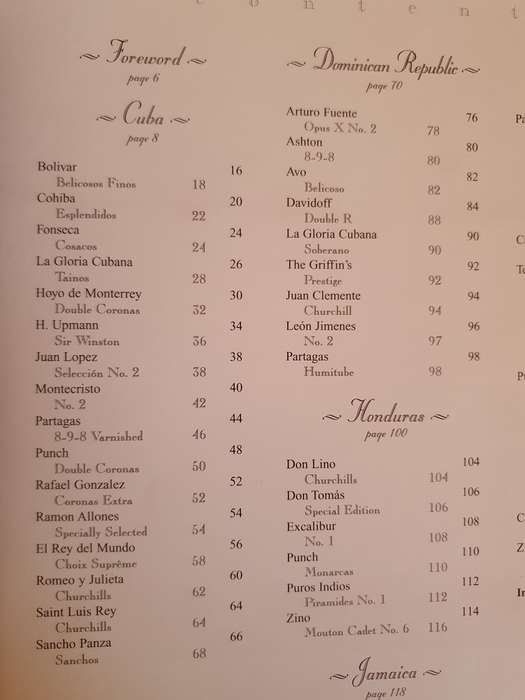 c o n t e n t
Foreword
page 6
Cuba
page 8
Bolivar 16
Belicosos Finos 18
Cohiba 20
Esplendidos 22
Fonseca 24
Cosacos 24
La Gloria Cubana 26
Tainos 28
Hoyo de Monterrey 30
Double Coronas 32
H. Upmann 34
Sir Winston 36
Juan Lopez 38
Selección No. 2 38
Montecristo 40
No. 2 42
Partagas 44
8-9-8 Varnished 46
Punch 48
Double Coronas 50
Rafael Gonzalez 52
Coronas Extra 52
Ramon Allones 54
Specially Selected 54
El Rey del Mundo 56
Choix Suprême 58
Romeo y Julieta 60
Churchills 62
Saint Luis Rey 64
Churchills 64
Sancho Panza 66
Sanchos 68
Dominican Republic
page 70
Arturo Fuente 76
Opus X No. 2 78
Ashton 80
8-9-8 80
Avo 82
Belicoso 82
Davidoff 84
Double R 88
La Gloria Cubana 90
Soberano 90
The Griffin's 92
Prestige 92
Juan Clemente 94
Churchill 94
León Jimenes 96
No. 2 97
Partagas 98
Humitube 98
Honduras
page 100
Don Lino 104
Churchills 104
Don Tomás 106
Special Edition 106
Excalibur 108
No. 1 108
Punch 110
Monarcas 110
Puros Indios 112
Piramides No. 1 112
Zino 114
Mouton Cadet No. 6 116
Jamaica
page 118